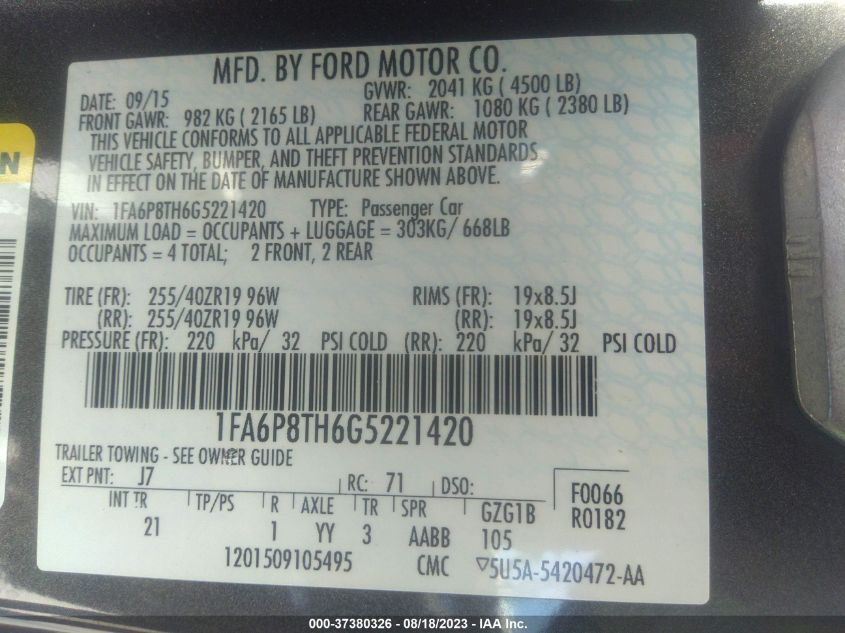 MFD. BY FORD MOTOR CO.
DATE: 09/15 GVWR: 2041 KG ( 4500 LB)
FRONT GAWR: 982 KG ( 2165 LB) REAR GAWR: 1080 KG ( 2380 LB)
THIS VEHICLE CONFORMS TO ALL APPLICABLE FEDERAL MOTOR
VEHICLE SAFETY, BUMPER, AND THEFT PREVENTION STANDARDS
IN EFFECT ON THE DATE OF MANUFACTURE SHOWN ABOVE.
VIN: 1FA6P8TH6G5221420 TYPE: Passenger Car
MAXIMUM LOAD = OCCUPANTS + LUGGAGE = 303KG/ 668LB
OCCUPANTS = 4 TOTAL; 2 FRONT, 2 REAR
TIRE (FR): 255/40ZR19 96W RIMS (FR): 19x8.5J
(RR): 255/40ZR19 96W (RR): 19x8.5J
PRESSURE (FR): 220 kPa/ 32 PSI COLD (RR): 220 kPa/ 32 PSI COLD
1FA6P8TH6G5221420
TRAILER TOWING - SEE OWNER GUIDE
EXT PNT: J7 RC: 71 DSO:
INT TR TP/PS R AXLE TR SPR GZG1B F0066
21 1 YY 3 AABB 105 R0182
1201509105495 CMC ▽5U5A-5420472-AA
000-37380326 - 08/18/2023 - IAA Inc.